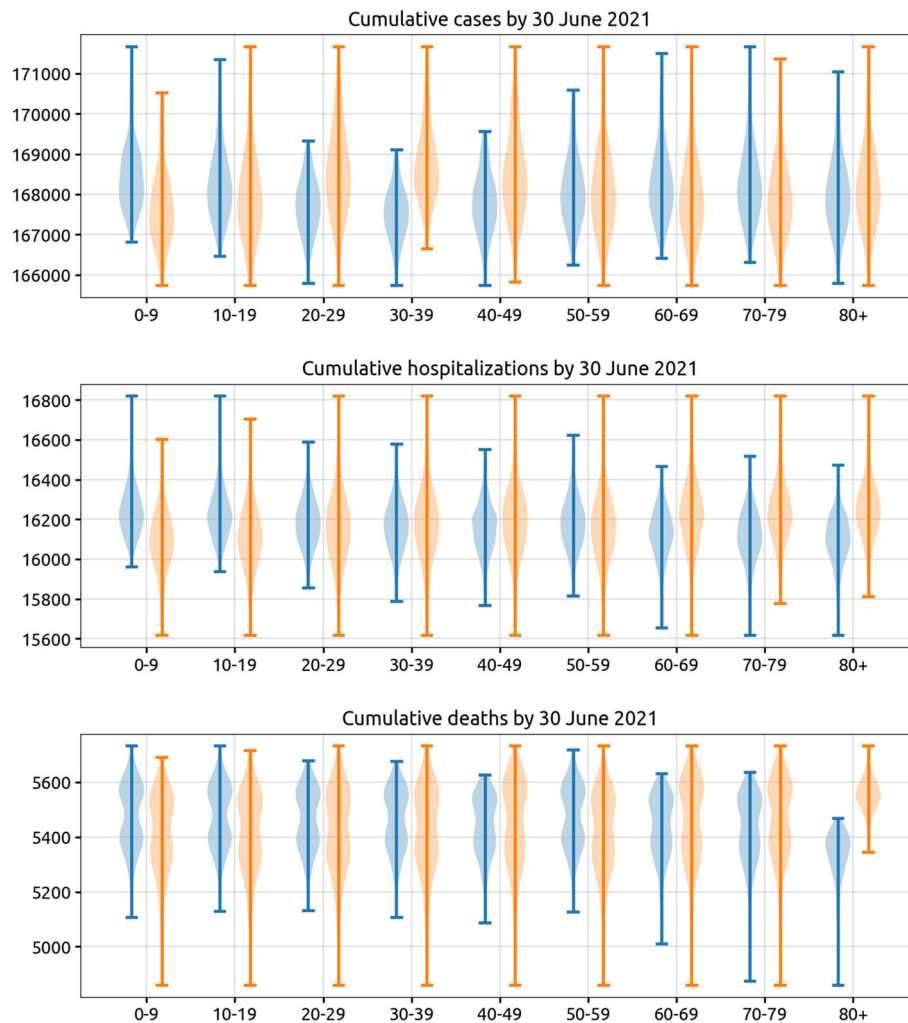 Cumulative cases by 30 June 2021
171000
170000
169000
168000
167000
166000
0-9 10-19 20-29 30-39 40-49 50-59 60-69 70-79 80+
Cumulative hospitalizations by 30 June 2021
16800
16600
16400
16200
16000
15800
15600
0-9 10-19 20-29 30-39 40-49 50-59 60-69 70-79 80+
Cumulative deaths by 30 June 2021
5600
5400
5200
5000
0-9 10-19 20-29 30-39 40-49 50-59 60-69 70-79 80+